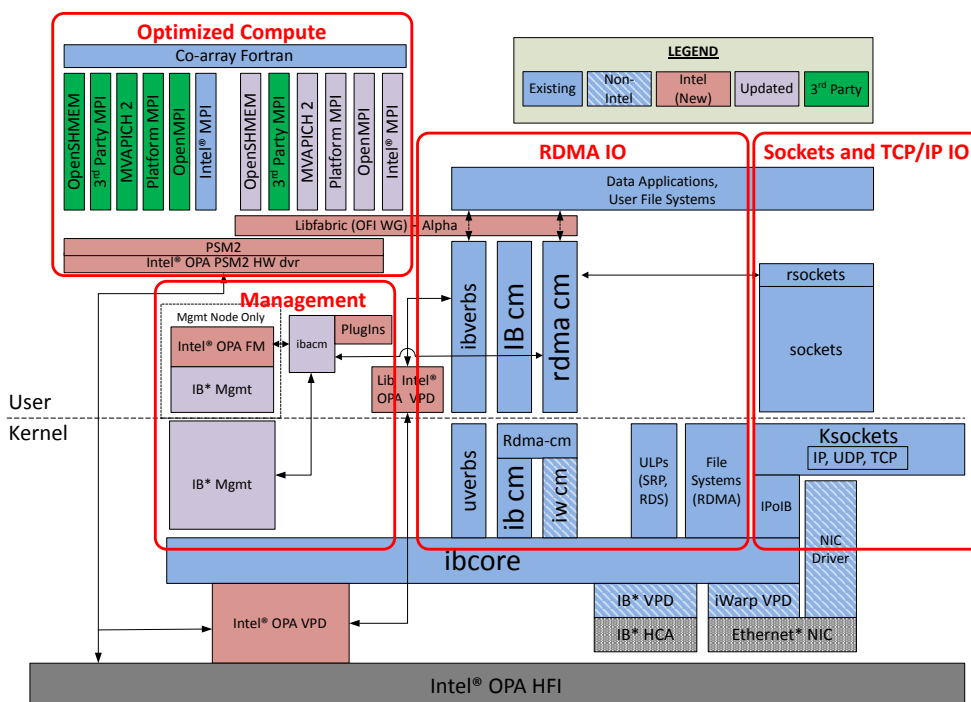 Optimized Compute
Co-array Fortran
OpenSHMEM
3rd Party MPI
MVAPICH 2
Platform MPI
OpenMPI
Intel® MPI
OpenSHMEM
3rd Party MPI
MVAPICH 2
Platform MPI
OpenMPI
Intel® MPI
LEGEND
Existing
Non-
Intel
Intel
(New)
Updated
3rd Party
RDMA IO
Sockets and TCP/IP IO
Data Applications,
User File Systems
Libfabric (OFI WG) – Alpha
PSM2
Intel® OPA PSM2 HW dvr
Management
Mgmt Node Only
Intel® OPA FM
IB* Mgmt
ibacm
PlugIns
Lib Intel®
OPA VPD
ibverbs
IB cm
rdma cm
rsockets
sockets
User
Kernel
IB* Mgmt
uverbs
Rdma-cm
ib cm
iw cm
ULPs
(SRP,
RDS)
File
Systems
(RDMA)
Ksockets
IP, UDP, TCP
IPoIB
NIC
Driver
ibcore
Intel® OPA VPD
IB* VPD
IB* HCA
iWarp VPD
Ethernet* NIC
Intel® OPA HFI